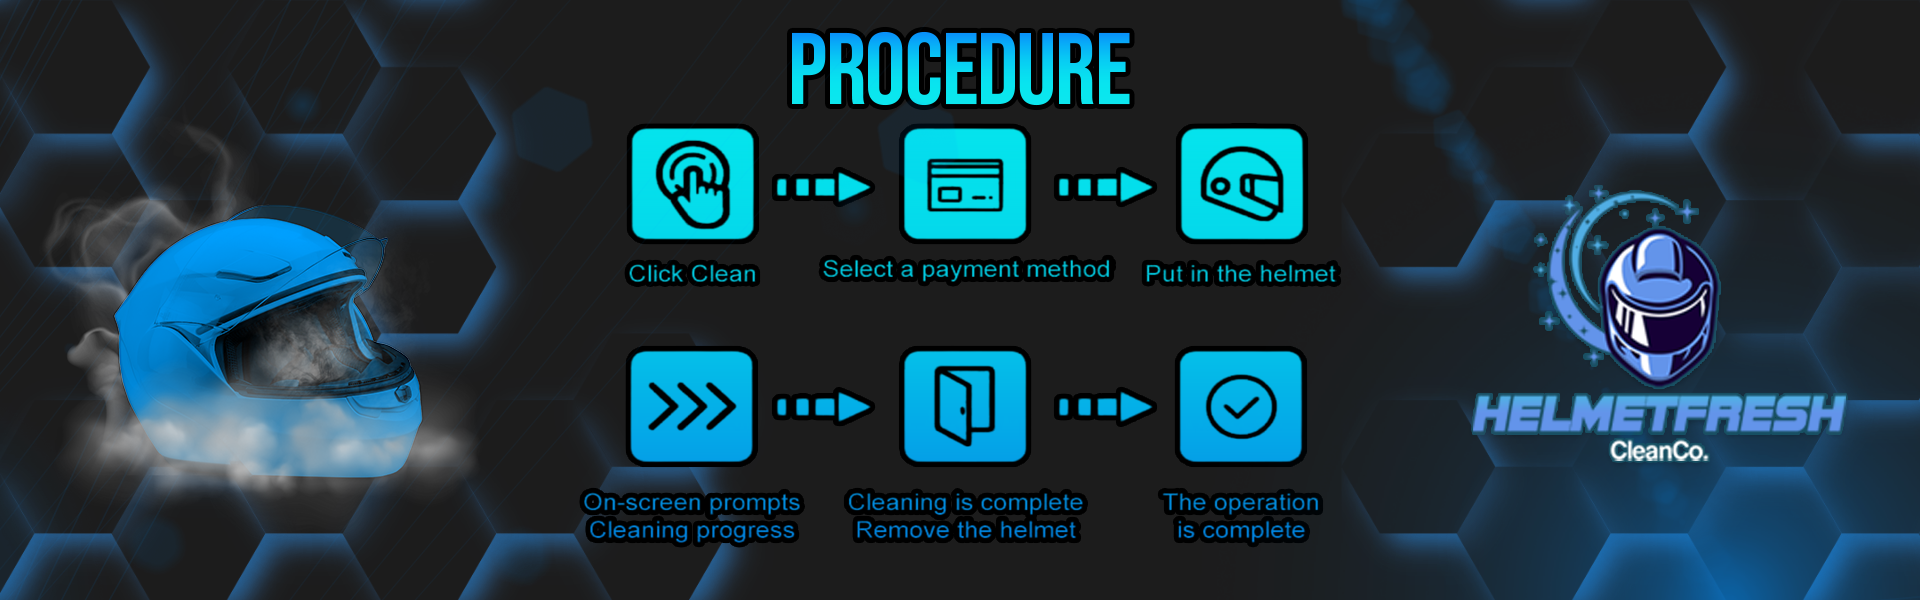 PROCEDURE
Click Clean
Select a payment method
Put in the helmet
On-screen prompts
Cleaning progress
Cleaning is complete
Remove the helmet
The operation
is complete
HELMETFRESH
CleanCo.